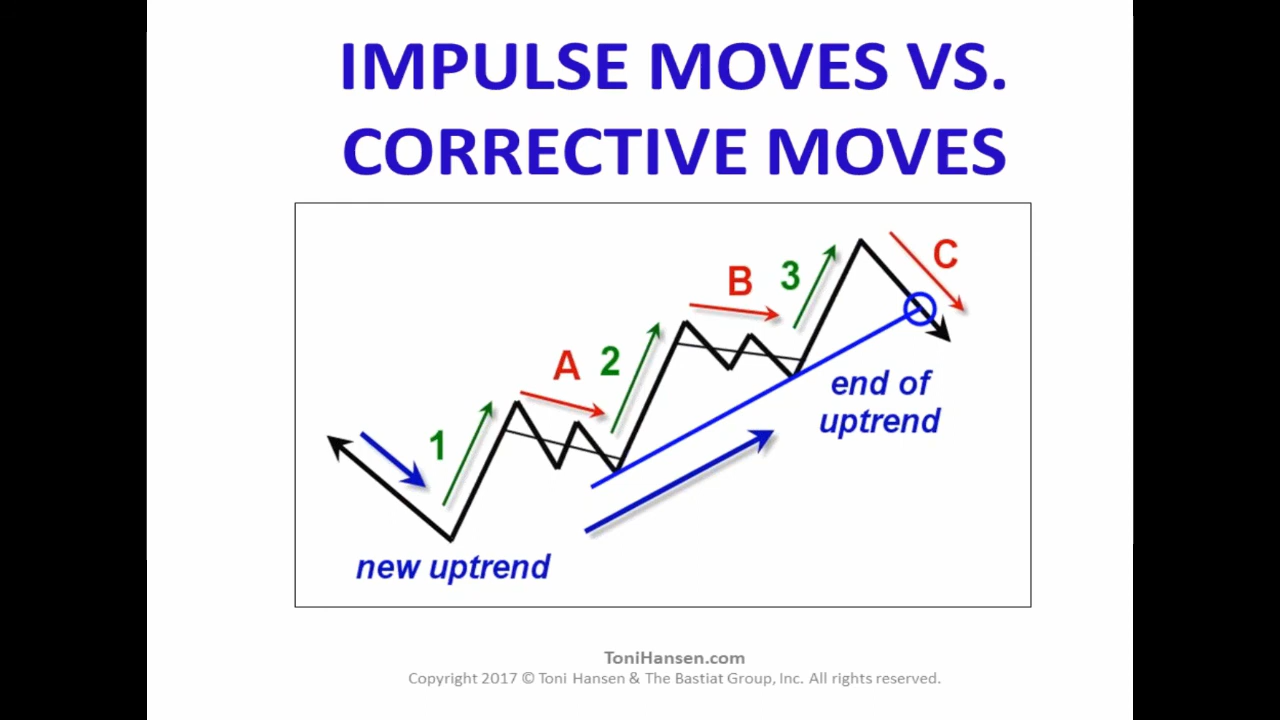 IMPULSE MOVES VS.
CORRECTIVE MOVES
C
B
3
A
2
1
end of
uptrend
new uptrend
ToniHansen.com
Copyright 2017 © Toni Hansen & The Bastiat Group, Inc. All rights reserved.